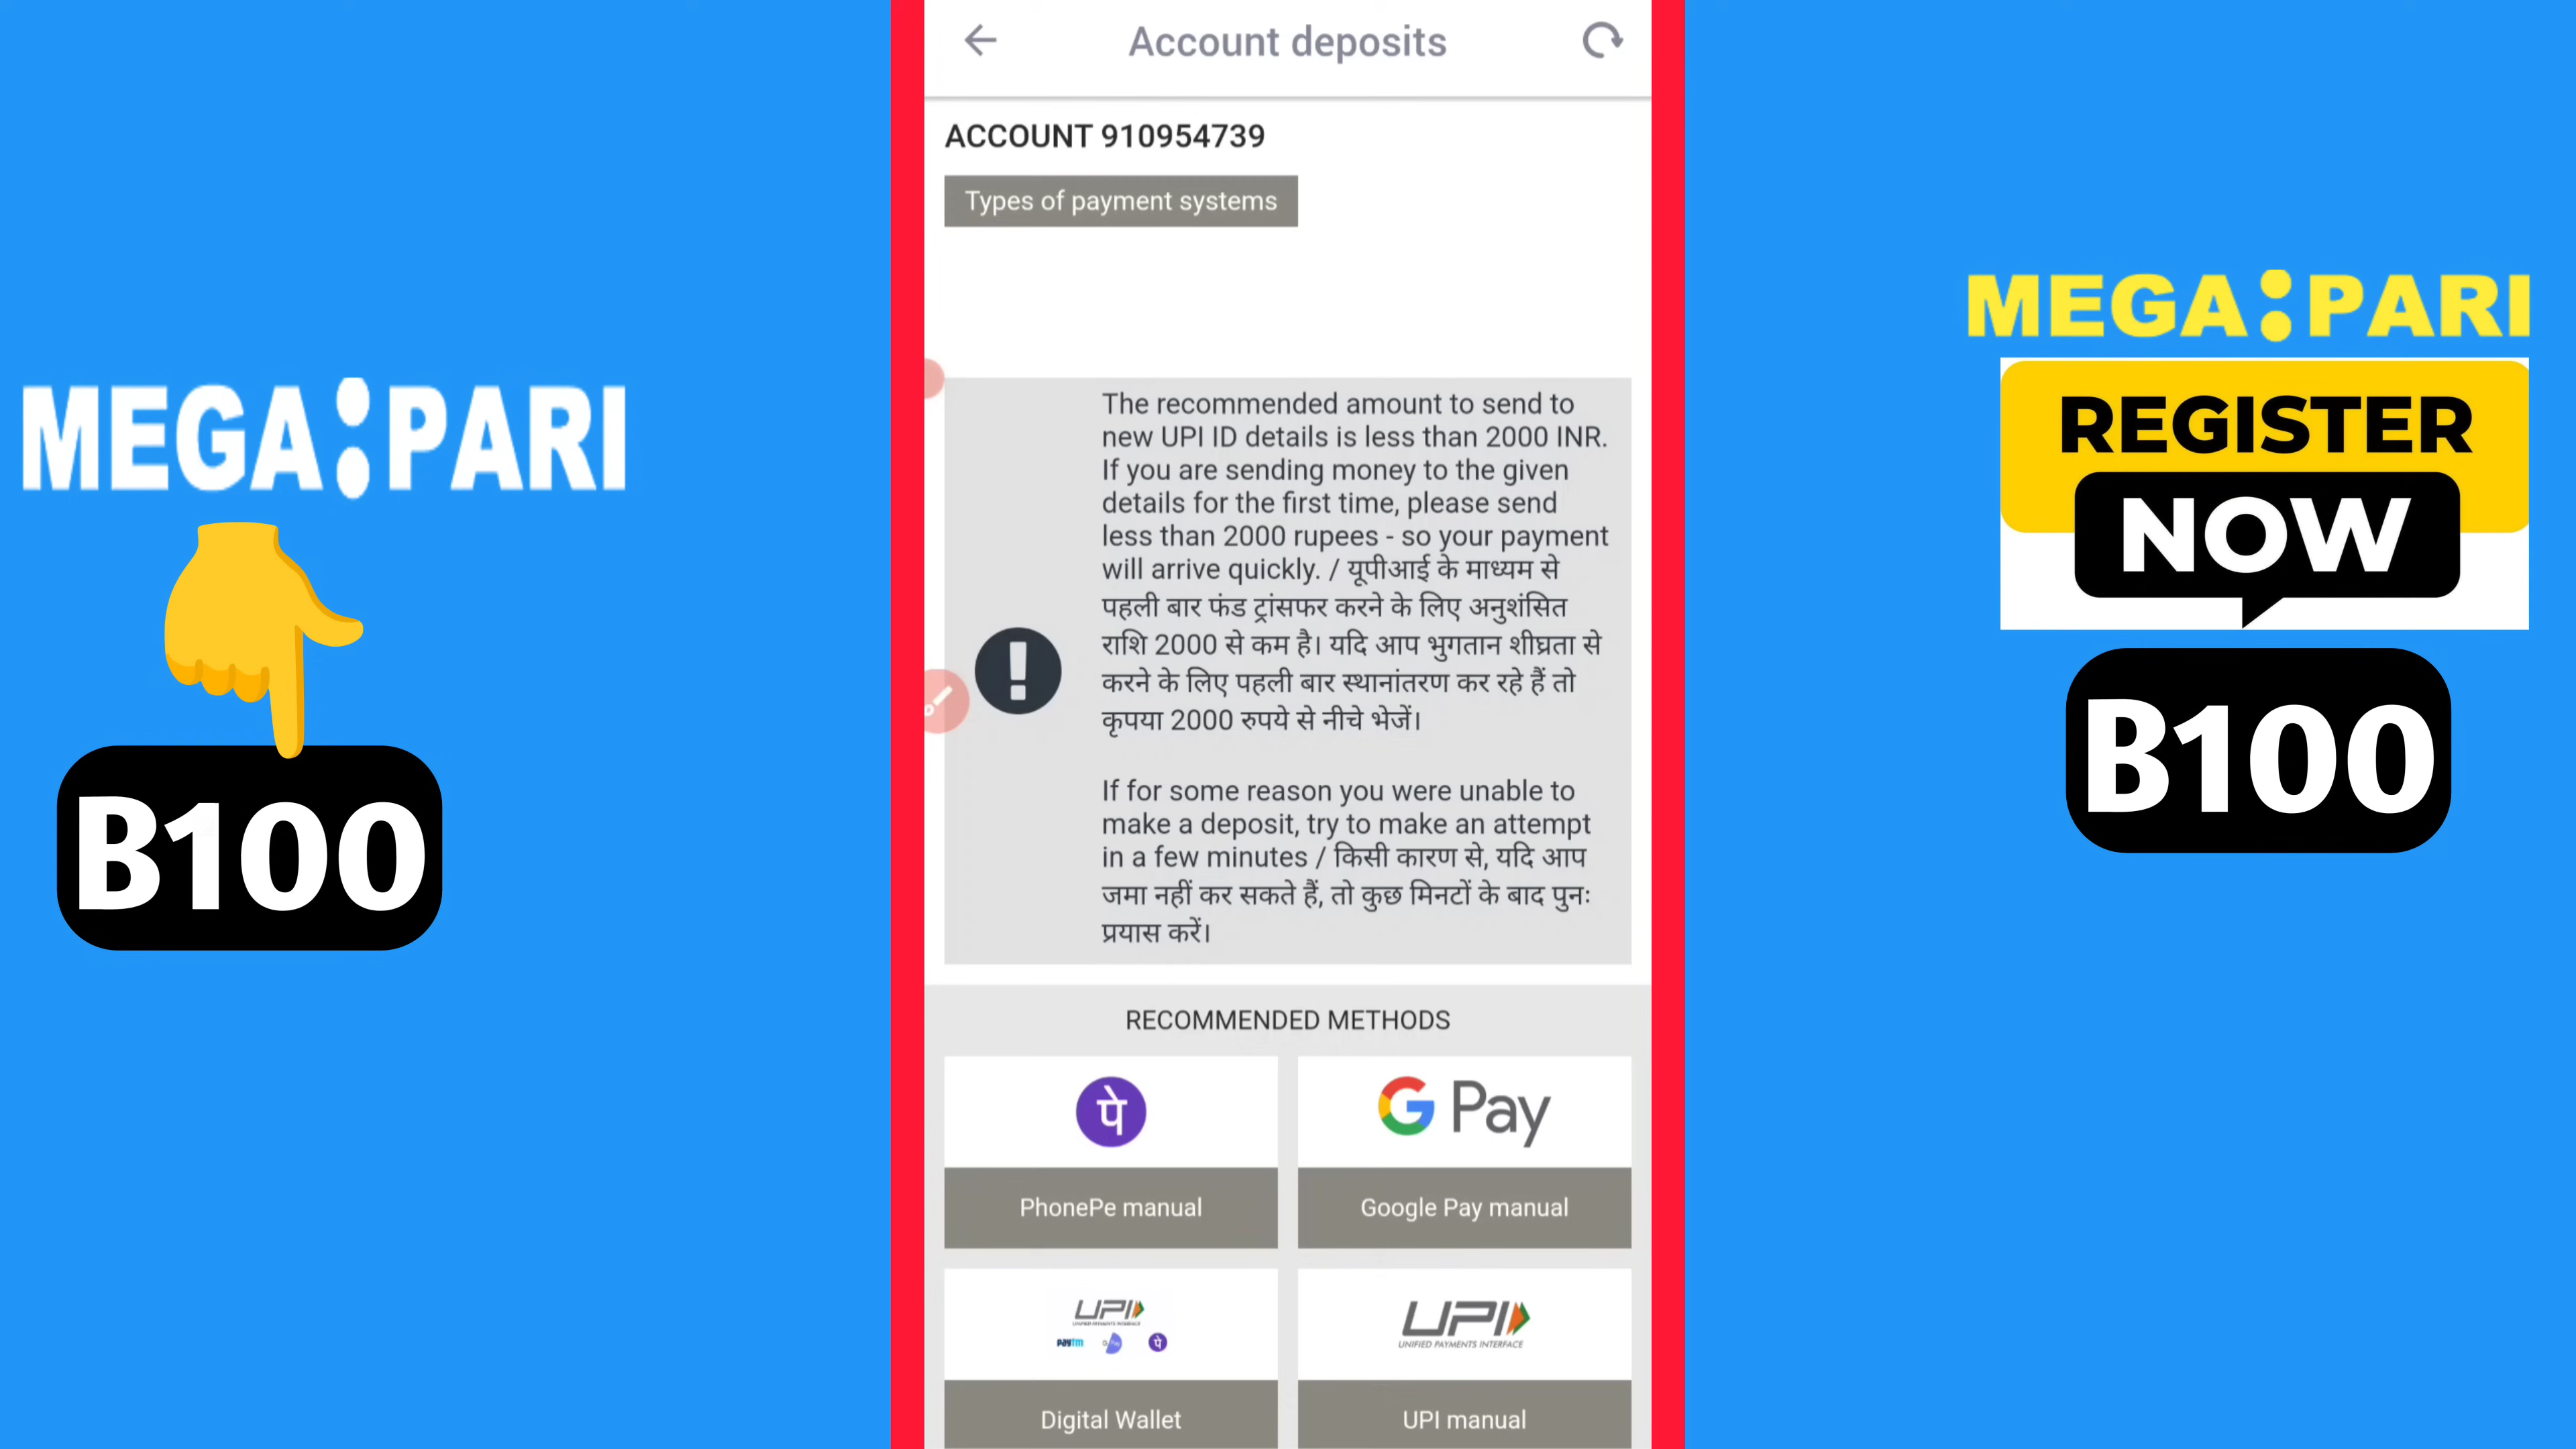 Account deposits
ACCOUNT 910954739
Types of payment systems
MEGA:PARI
B100
MEGA:PARI
REGISTER
NOW
B100
The recommended amount to send to
new UPI ID details is less than 2000 INR.
If you are sending money to the given
details for the first time, please send
less than 2000 rupees - so your payment
will arrive quickly. / यूपीआई के माध्यम से
पहली बार फंड ट्रांसफर करने के लिए अनुशंसित
राशि 2000 से कम है। यदि आप भुगतान शीघ्रता से
करने के लिए पहली बार स्थानांतरण कर रहे हैं तो
कृपया 2000 रुपये से नीचे भेजें।
If for some reason you were unable to
make a deposit, try to make an attempt
in a few minutes / किसी कारण से, यदि आप
जमा नहीं कर सकते हैं, तो कुछ मिनटों के बाद पुनः
प्रयास करें।
RECOMMENDED METHODS
पे
G Pay
PhonePe manual
Google Pay manual
UPI
UNIFIED PAYMENTS INTERFACE
paytm
पे
UPI
UNIFIED PAYMENTS INTERFACE
Digital Wallet
UPI manual